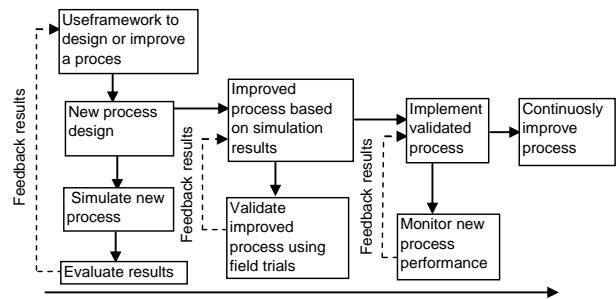 Useframework to
design or improve
a proces
New process
design
Simulate new
process
Evaluate results
Feedback results
Improved
process based
on simulation
results
Validate
improved
process using
field trials
Feedback results
Implement
validated
process
Monitor new
process
performance
Feedback results
Continuosly
improve
process